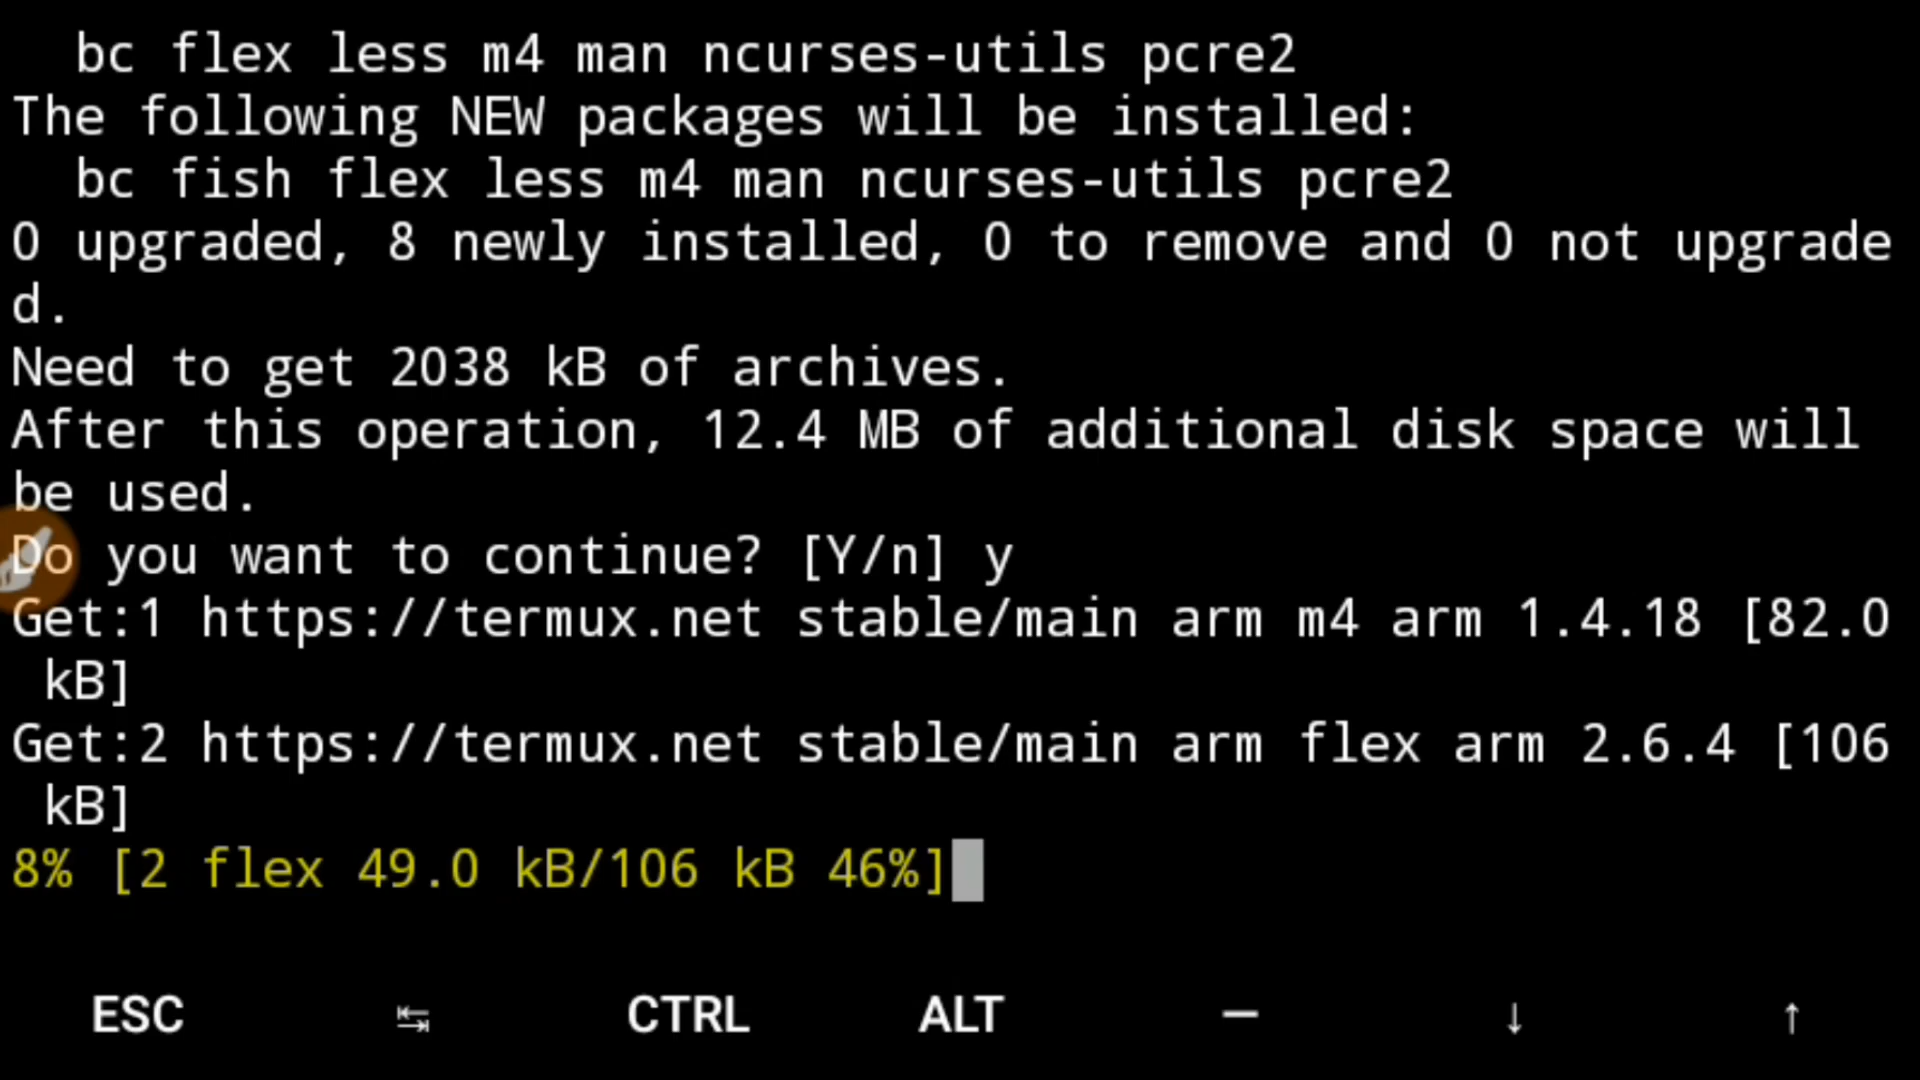 bc flex less m4 man ncurses-utils pcre2
The following NEW packages will be installed:
bc fish flex less m4 man ncurses-utils pcre2
0 upgraded, 8 newly installed, 0 to remove and 0 not upgrade
d.
Need to get 2038 kB of archives.
After this operation, 12.4 MB of additional disk space will
be used.
Do you want to continue? [Y/n] y
Get:1 https://termux.net stable/main arm m4 arm 1.4.18 [82.0
kB]
Get:2 https://termux.net stable/main arm flex arm 2.6.4 [106
kB]
8% [2 flex 49.0 kB/106 kB 46%]
ESC ↹ CTRL ALT — ↓ ↑